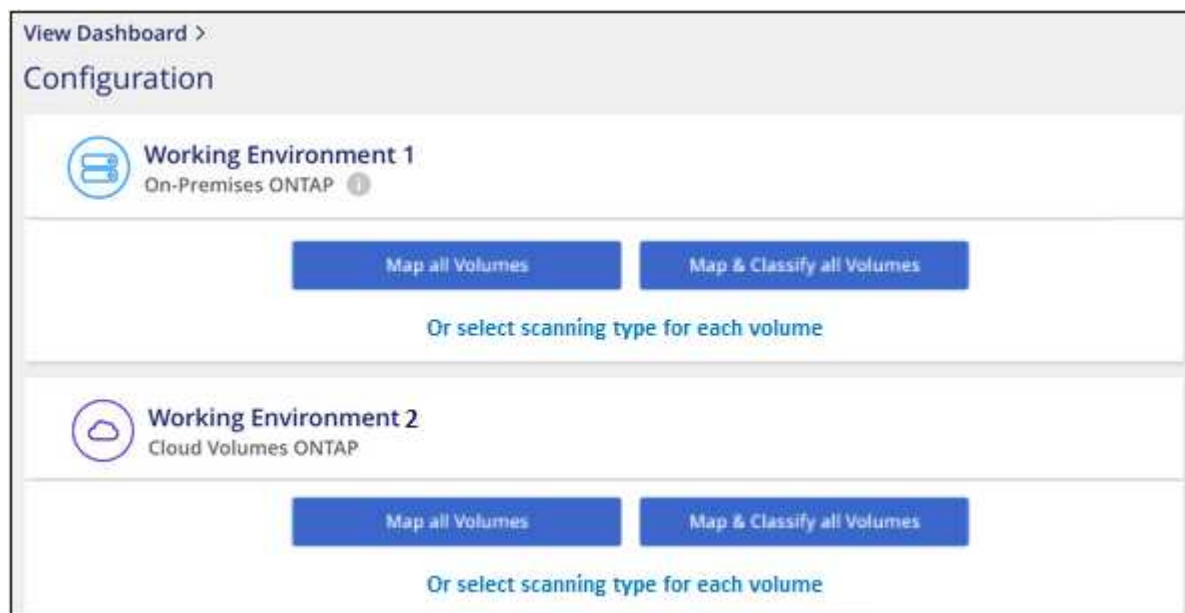 View Dashboard >
Configuration
Working Environment 1
On-Premises ONTAP i
Map all Volumes
Map & Classify all Volumes
Or select scanning type for each volume
Working Environment 2
Cloud Volumes ONTAP
Map all Volumes
Map & Classify all Volumes
Or select scanning type for each volume